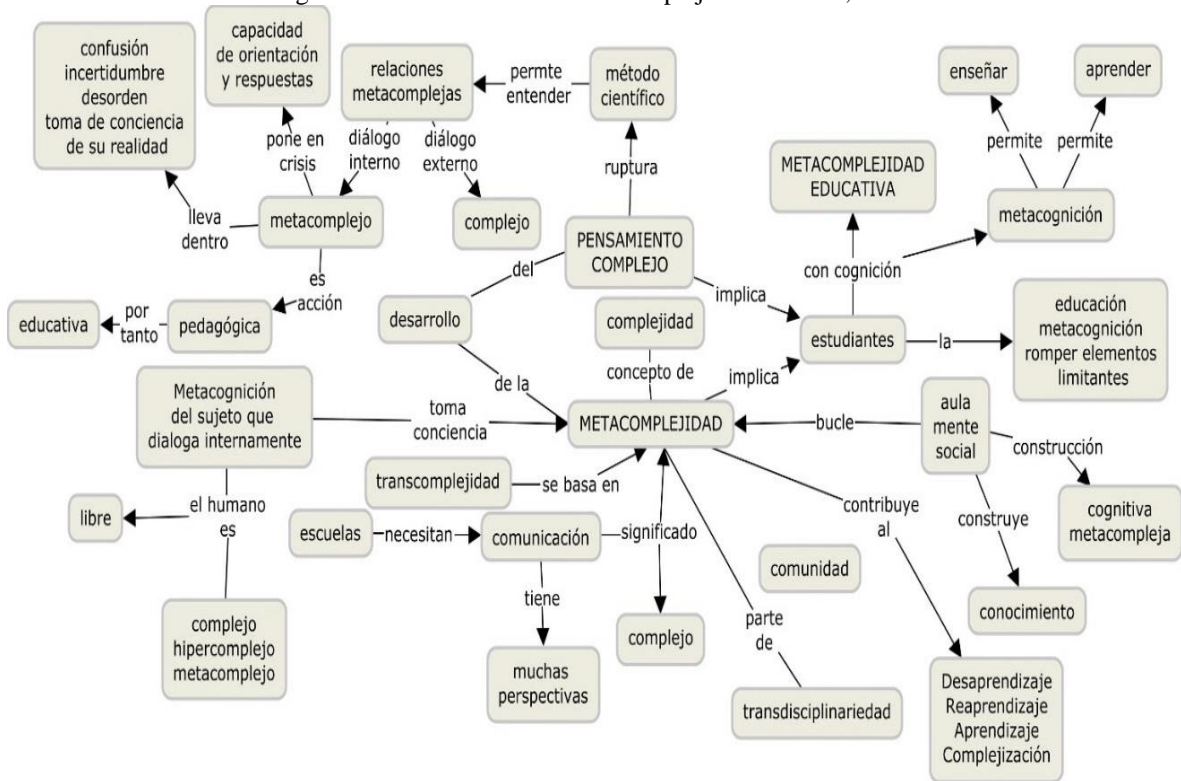 confusión
incertidumbre
desorden
toma de conciencia
de su realidad
capacidad
de orientación
y respuestas
relaciones
metacomplejas
permte
entender
método
científico
enseñar
aprender
pone en
crisis
diálogo
interno
diálogo
externo
ruptura
permite
permite
METACOMPLEJIDAD
EDUCATIVA
lleva
dentro
metacomplejo
complejo
PENSAMIENTO
COMPLEJO
metacognición
con cognición
es
acción
del
implica
educativa
por
tanto
pedagógica
desarrollo
complejidad
estudiantes
la
educación
metacognición
romper elementos
limitantes
de la
concepto de
implica
Metacognición
del sujeto que
dialoga internamente
toma
conciencia
METACOMPLEJIDAD
bucle
aula
mente
social
construcción
transcomplejidad
se basa en
cognitiva
metacompleja
libre
el humano
es
escuelas
necesitan
comunicación
significado
contribuye
al
construye
comunidad
conocimiento
tiene
complejo
hipercomplejo
metacomplejo
muchas
perspectivas
complejo
parte
de
transdisciplinariedad
Desaprendizaje
Reaprendizaje
Aprendizaje
Complejización